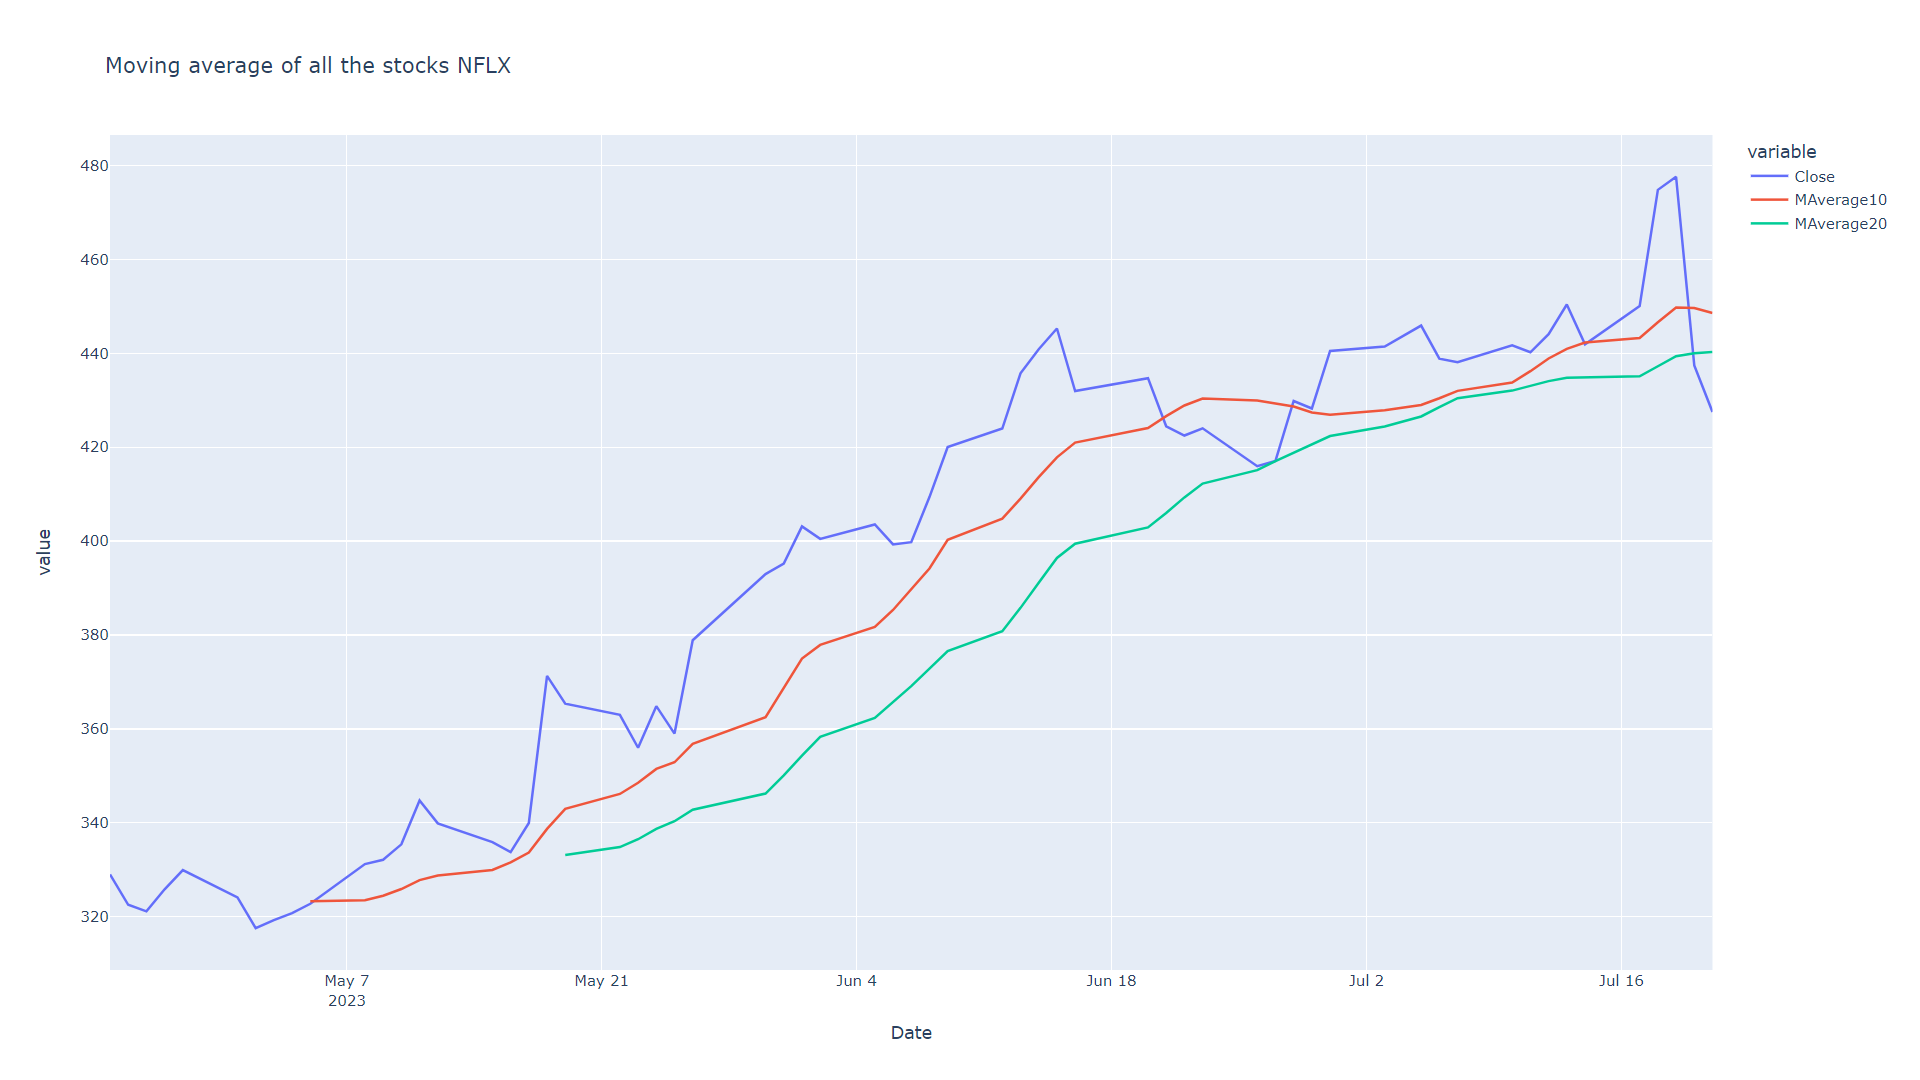 Moving average of all the stocks NFLX
variable
Close
MAverage10
MAverage20
value
480
460
440
420
400
380
360
340
320
May 7
2023
May 21
Jun 4
Jun 18
Jul 2
Jul 16
Date